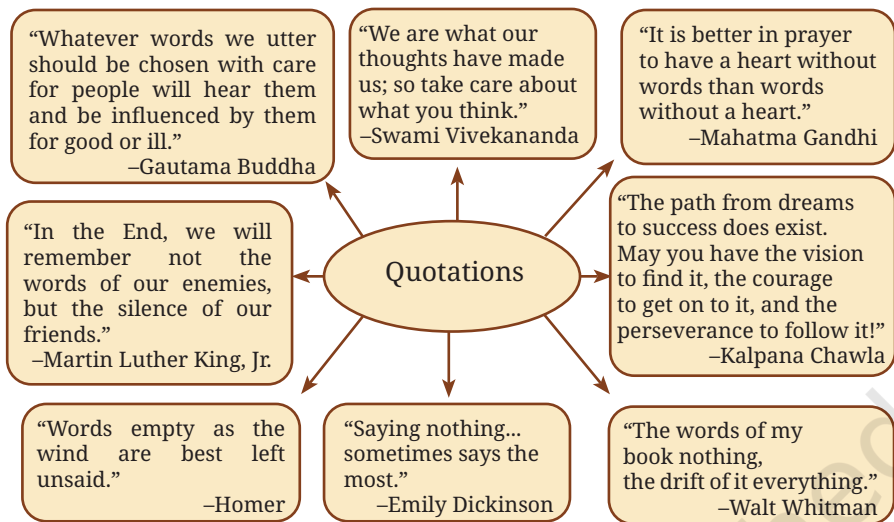 “Whatever words we utter
should be chosen with care
for people will hear them
and be influenced by them
for good or ill.”
–Gautama Buddha
“We are what our
thoughts have made
us; so take care about
what you think.”
–Swami Vivekananda
“It is better in prayer
to have a heart without
words than words
without a heart.”
–Mahatma Gandhi
“In the End, we will
remember not the
words of our enemies,
but the silence of our
friends.”
–Martin Luther King, Jr.
Quotations
“The path from dreams
to success does exist.
May you have the vision
to find it, the courage
to get on to it, and the
perseverance to follow it!”
–Kalpana Chawla
“Words empty as the
wind are best left
unsaid.”
–Homer
“Saying nothing...
sometimes says the
most.”
–Emily Dickinson
“The words of my
book nothing,
the drift of it everything.”
–Walt Whitman